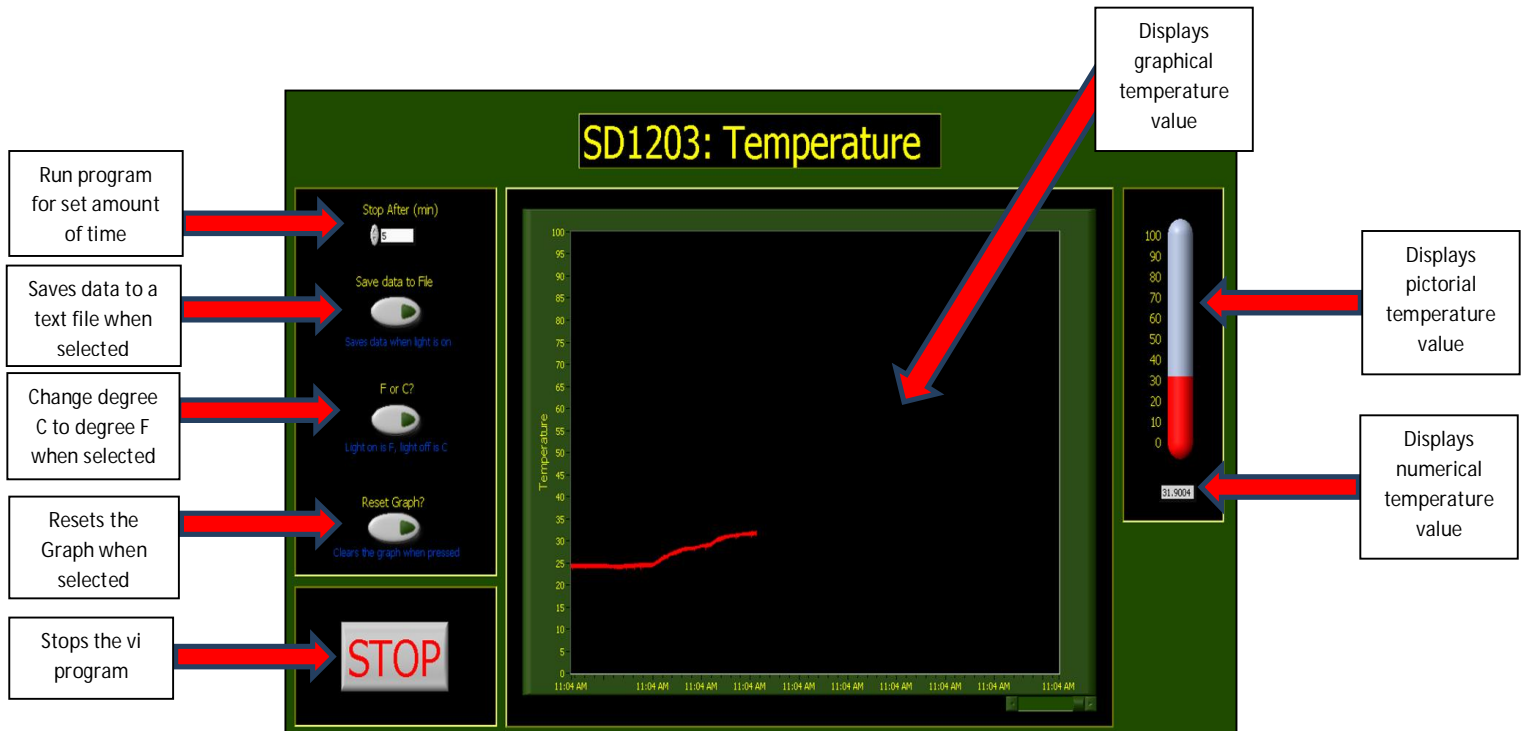 Displays
graphical
temperature
value
SD1203: Temperature
Run program
for set amount
of time
Saves data to a
text file when
selected
Change degree
C to degree F
when selected
Resets the
Graph when
selected
Stops the vi
program
Stop After (min)
5
Save data to File
Saves data when light is on
F or C?
Light on is F, light off is C
Reset Graph?
Clears the graph when pressed
STOP
Temperature
100
95
90
85
80
75
70
65
60
55
50
45
40
35
30
25
20
15
10
5
0
11:04 AM 11:04 AM 11:04 AM 11:04 AM 11:04 AM 11:04 AM 11:04 AM 11:04 AM 11:04 AM 11:04 AM
100
90
80
70
60
50
40
30
20
10
0
31.9004
Displays
pictorial
temperature
value
Displays
numerical
temperature
value